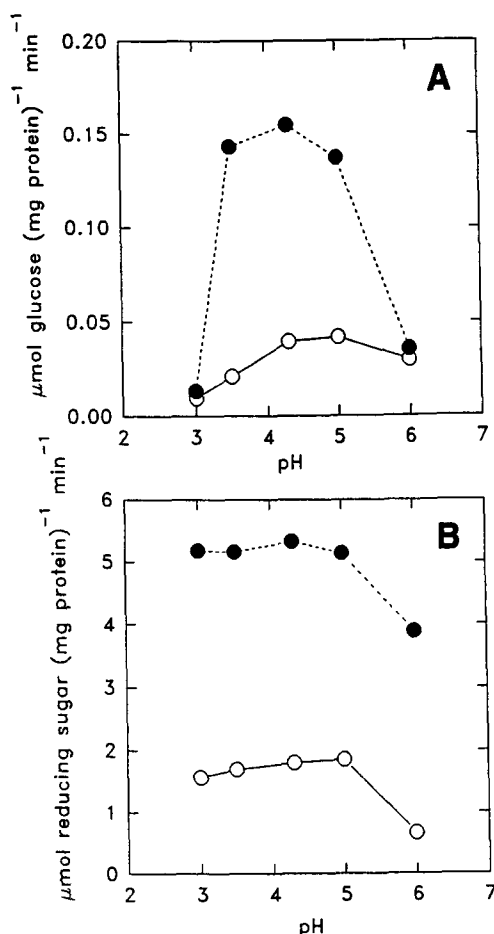 A
μmol glucose (mg protein)⁻¹ min⁻¹
0.20
0.15
0.10
0.05
0.00
2 3 4 5 6 7
pH
B
μmol reducing sugar (mg protein)⁻¹ min⁻¹
6
5
4
3
2
1
0
2 3 4 5 6 7
pH